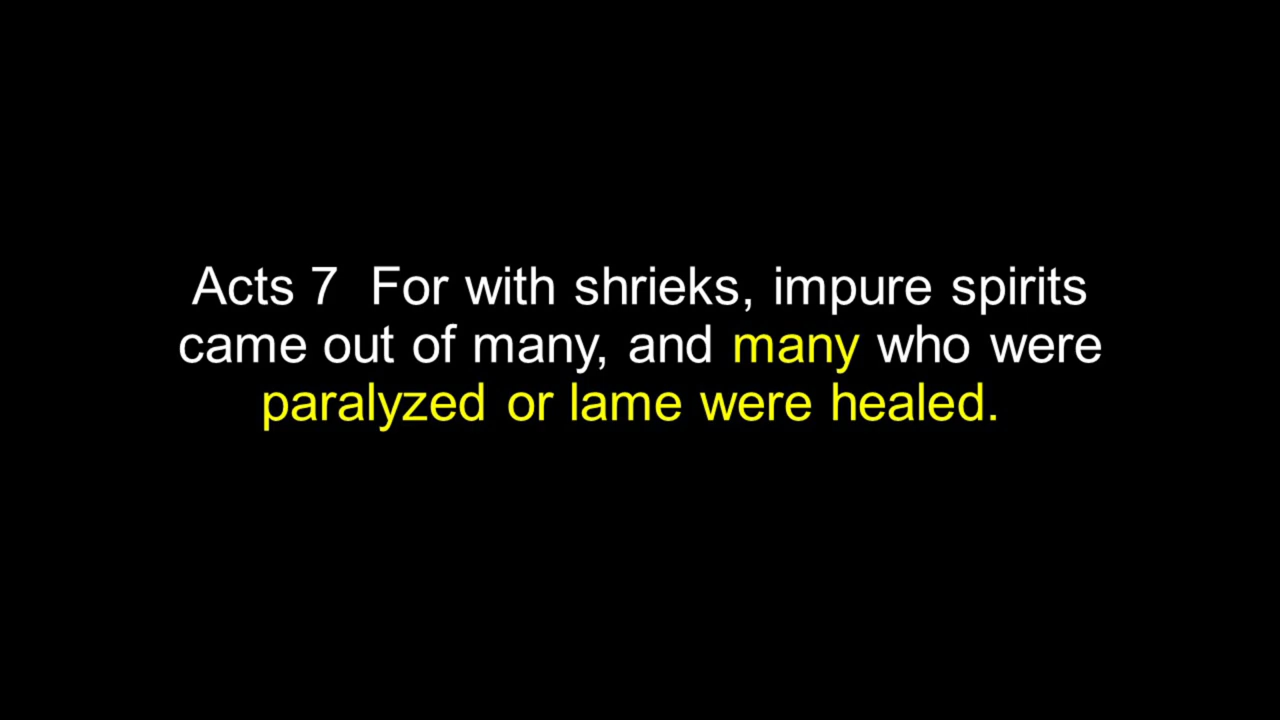 Acts 7  For with shrieks, impure spirits
came out of many, and many who were
paralyzed or lame were healed.